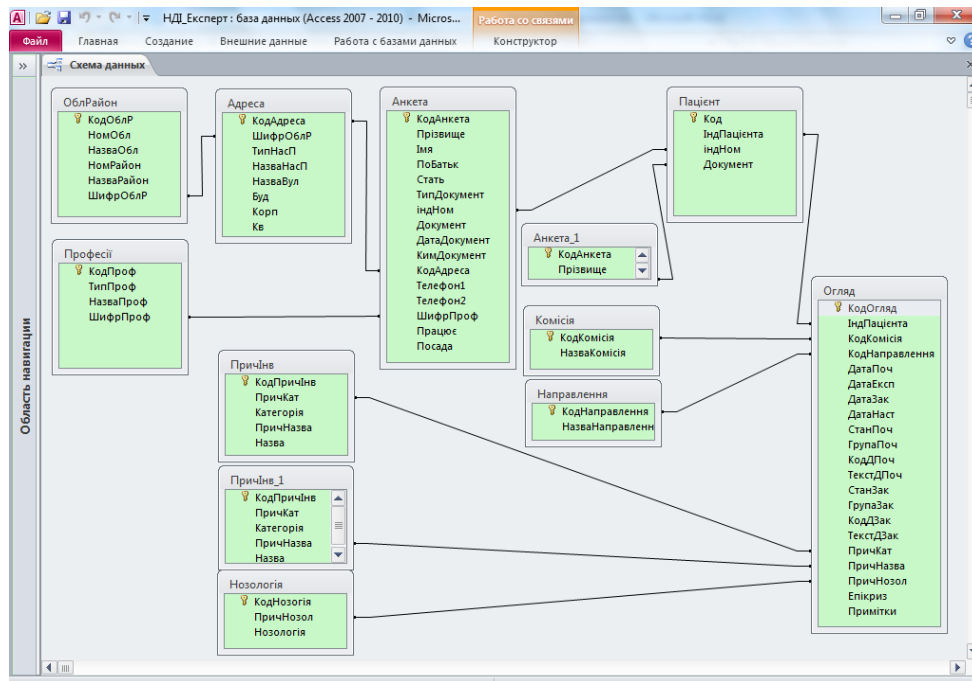 НДІ_Експерт : база данных (Access 2007 - 2010) - Micros...
Работа со связями
Файл
Главная
Создание
Внешние данные
Работа с базами данных
Конструктор
Схема данных
Область навигации
ОблРайон
КодОблР
НомОбл
НазваОбл
НомРайон
НазваРайон
ШифрОблР
Адреса
КодАдреса
ШифрОблР
ТипНасП
НазваНасП
НазваВул
Буд
Корп
Кв
Анкета
КодАнкета
Прізвище
Імя
ПоБатьк
Стать
ТипДокумент
індНом
Документ
ДатаДокумент
КимДокумент
КодАдреса
Телефон1
Телефон2
ШифрПроф
Працює
Посада
Пацієнт
Код
ІндПацієнта
індНом
Документ
Професії
КодПроф
ТипПроф
НазваПроф
ШифрПроф
Анкета_1
КодАнкета
Прізвище
Комісія
КодКомісія
НазваКомісія
Направлення
КодНаправлення
НазваНаправленн
Огляд
КодОгляд
ІндПацієнта
КодКомісія
КодНаправлення
ДатаПоч
ДатаЕксп
ДатаЗак
ДатаНаст
СтанПоч
ГрупаПоч
КодДПоч
ТекстДПоч
СтанЗак
ГрупаЗак
КодДЗак
ТекстДЗак
ПричКат
ПричНазва
ПричНозол
Епікриз
Примітки
ПричІнв
КодПричІнв
ПричКат
Категорія
ПричНазва
Назва
ПричІнв_1
КодПричІнв
ПричКат
Категорія
ПричНазва
Назва
Нозологія
КодНозогія
ПричНозол
Нозологія